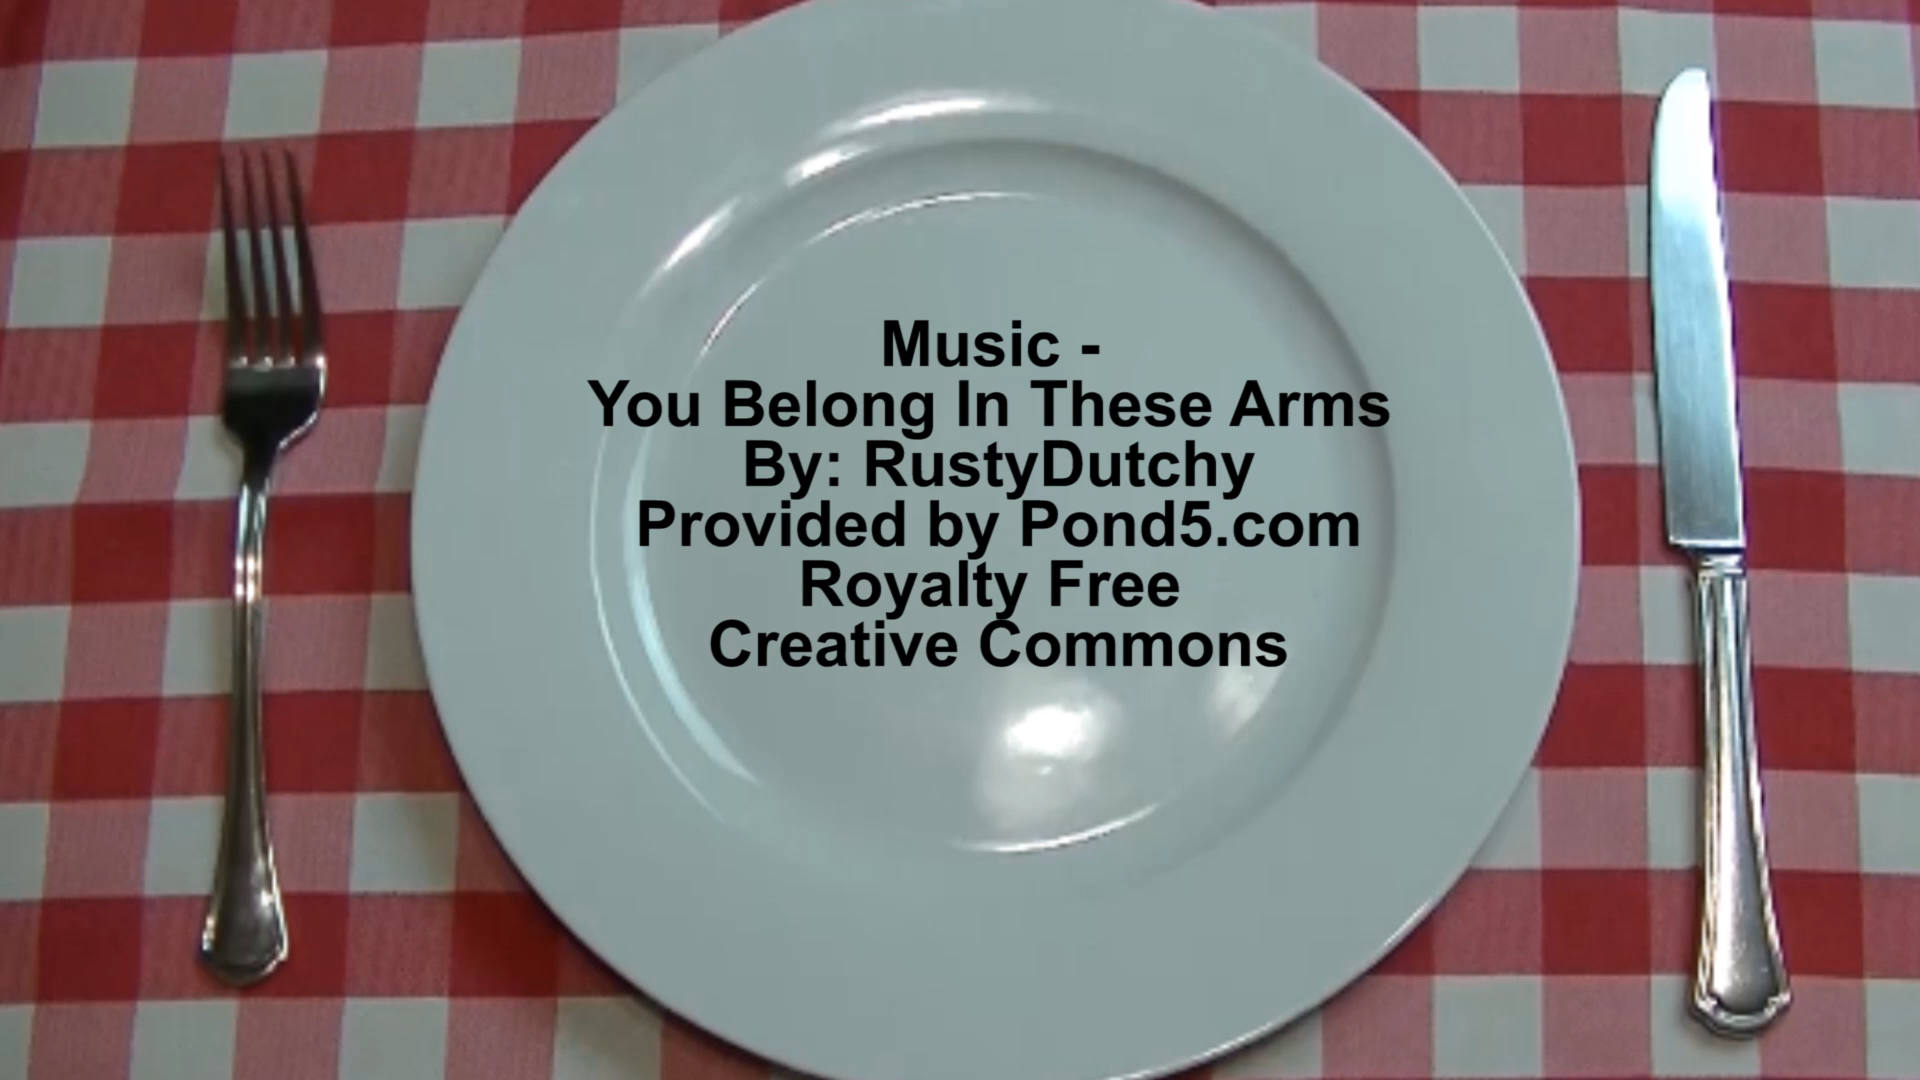 Music -
You Belong In These Arms
By: RustyDutchy
Provided by Pond5.com
Royalty Free
Creative Commons